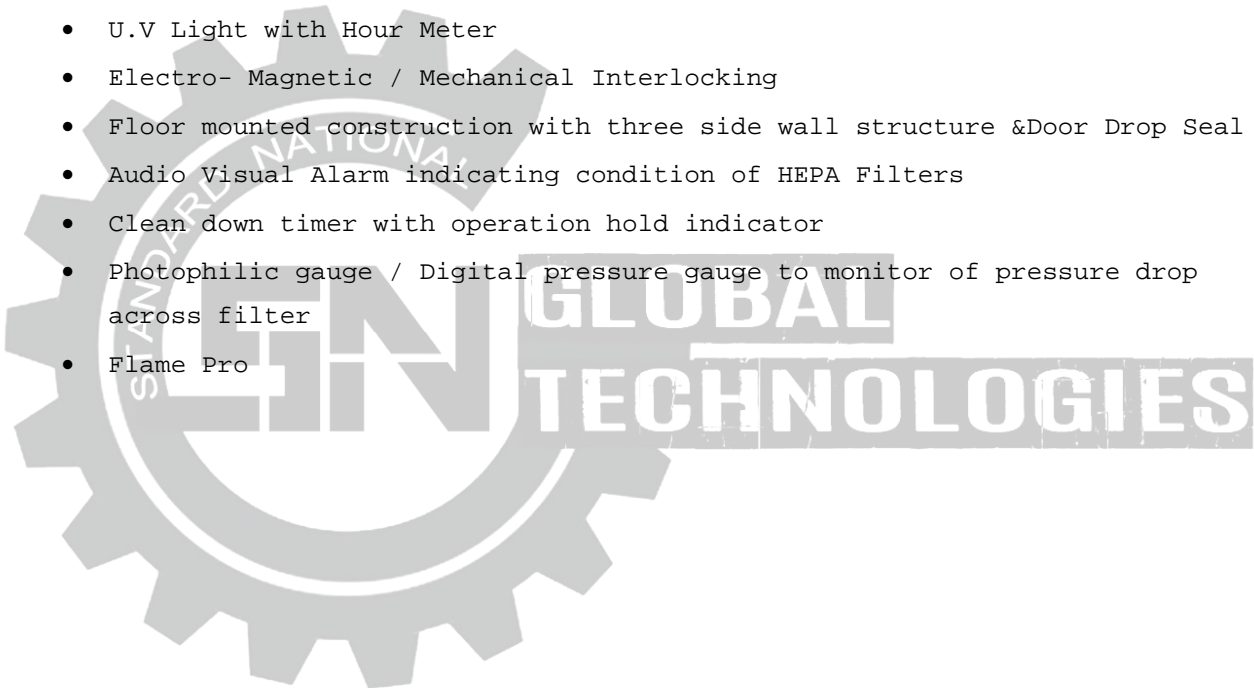 • U.V Light with Hour Meter
• Electro- Magnetic / Mechanical Interlocking
• Floor mounted construction with three side wall structure &Door Drop Seal
• Audio Visual Alarm indicating condition of HEPA Filters
• Clean down timer with operation hold indicator
• Photophilic gauge / Digital pressure gauge to monitor of pressure drop
across filter
• Flame Pro
STANDARD NATIONAL
SN
GLOBAL
TECHNOLOGIES